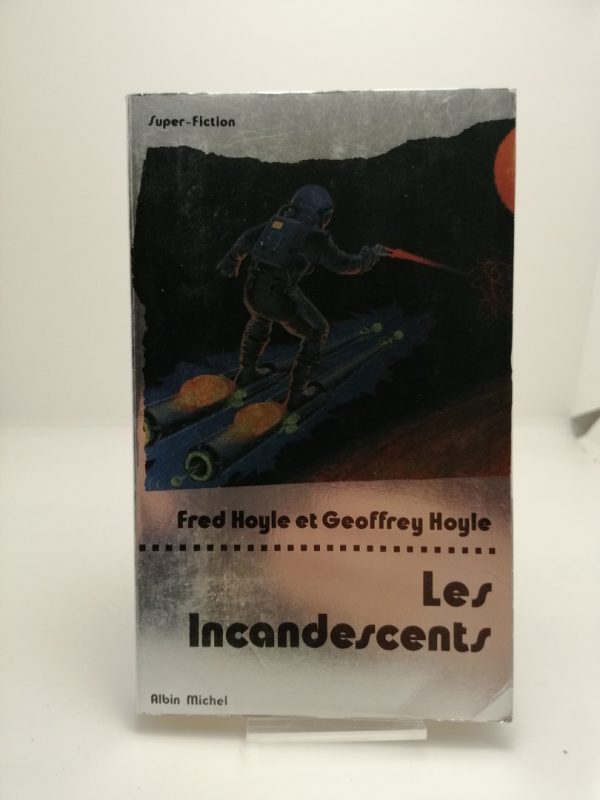 Super-Fiction
Fred Hoyle et Geoffrey Hoyle
Les
Incandescents
Albin Michel